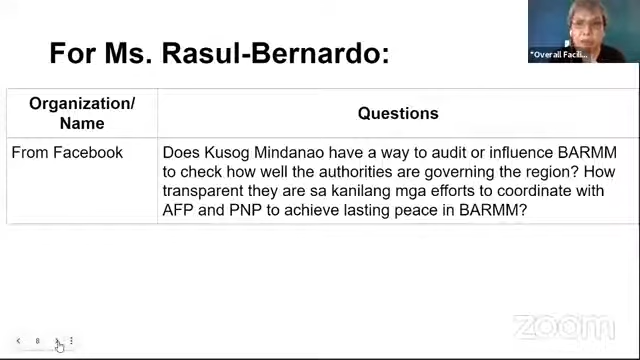 For Ms. Rasul-Bernardo:
*Overall Facili...
Organization/
Name
Questions
From Facebook
Does Kusog Mindanao have a way to audit or influence BARMM
to check how well the authorities are governing the region? How
transparent they are sa kanilang mga efforts to coordinate with
AFP and PNP to achieve lasting peace in BARMM?
8
zoom